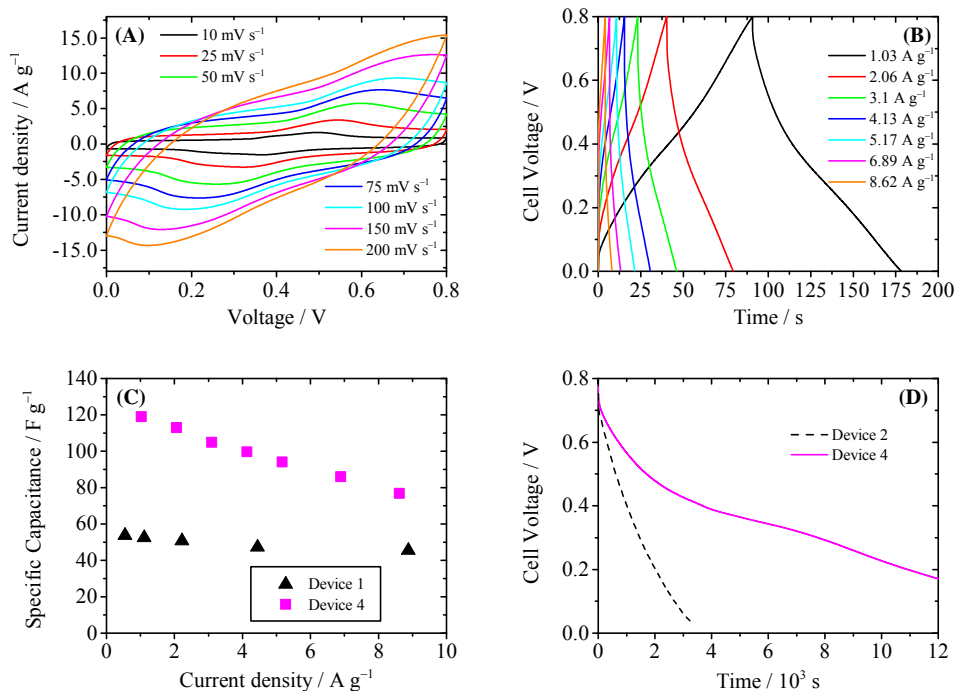 (A)
10 mV s⁻¹
25 mV s⁻¹
50 mV s⁻¹
75 mV s⁻¹
100 mV s⁻¹
150 mV s⁻¹
200 mV s⁻¹
15.0
10.0
5.0
0.0
-5.0
-10.0
-15.0
Current density / A g⁻¹
0.0 0.2 0.4 0.6 0.8
Voltage / V
(B)
1.03 A g⁻¹
2.06 A g⁻¹
3.1 A g⁻¹
4.13 A g⁻¹
5.17 A g⁻¹
6.89 A g⁻¹
8.62 A g⁻¹
0.8
0.6
0.4
0.2
0.0
Cell Voltage / V
0 25 50 75 100 125 150 175 200
Time / s
(C)
140
120
100
80
60
40
20
0
Specific Capacitance / F g⁻¹
Device 1
Device 4
0 2 4 6 8 10
Current density / A g⁻¹
(D)
Device 2
Device 4
0.8
0.6
0.4
0.2
0.0
Cell Voltage / V
0 2 4 6 8 10 12
Time / 10³ s